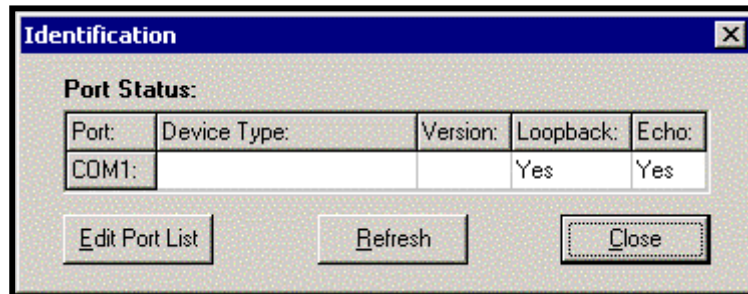 Identification
Port Status:
Port: Device Type: Version: Loopback: Echo:
COM1: Yes Yes
Edit Port List Refresh Close